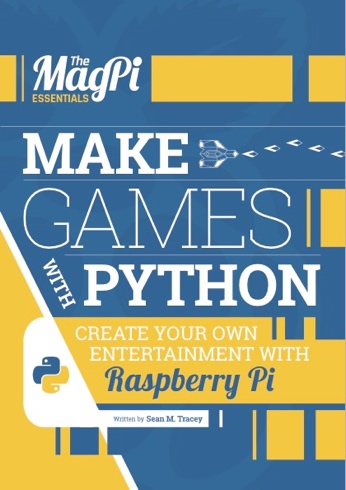 The
MagPi
ESSENTIALS
MAKE
GAMES
WITH PYTHON
CREATE YOUR OWN
ENTERTAINMENT WITH
Raspberry Pi
Written by Sean M. Tracey